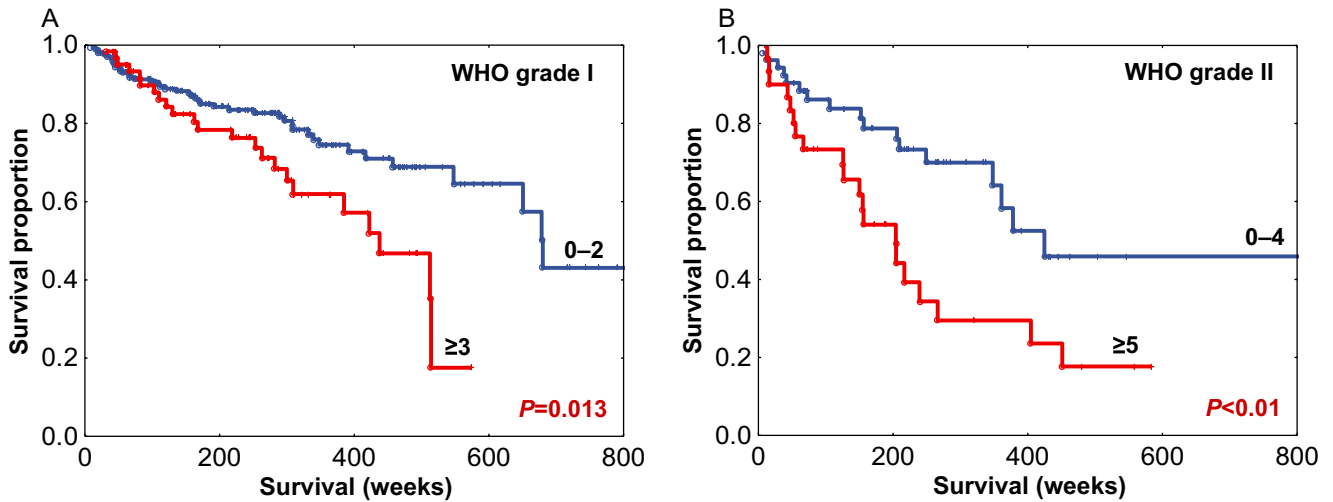 A
WHO grade I
1.0
0.8
0.6
0.4
0.2
0.0
Survival proportion
0–2
≥3
P=0.013
0
200
400
600
800
Survival (weeks)
B
WHO grade II
1.0
0.8
0.6
0.4
0.2
0.0
Survival proportion
0–4
≥5
P<0.01
0
200
400
600
800
Survival (weeks)